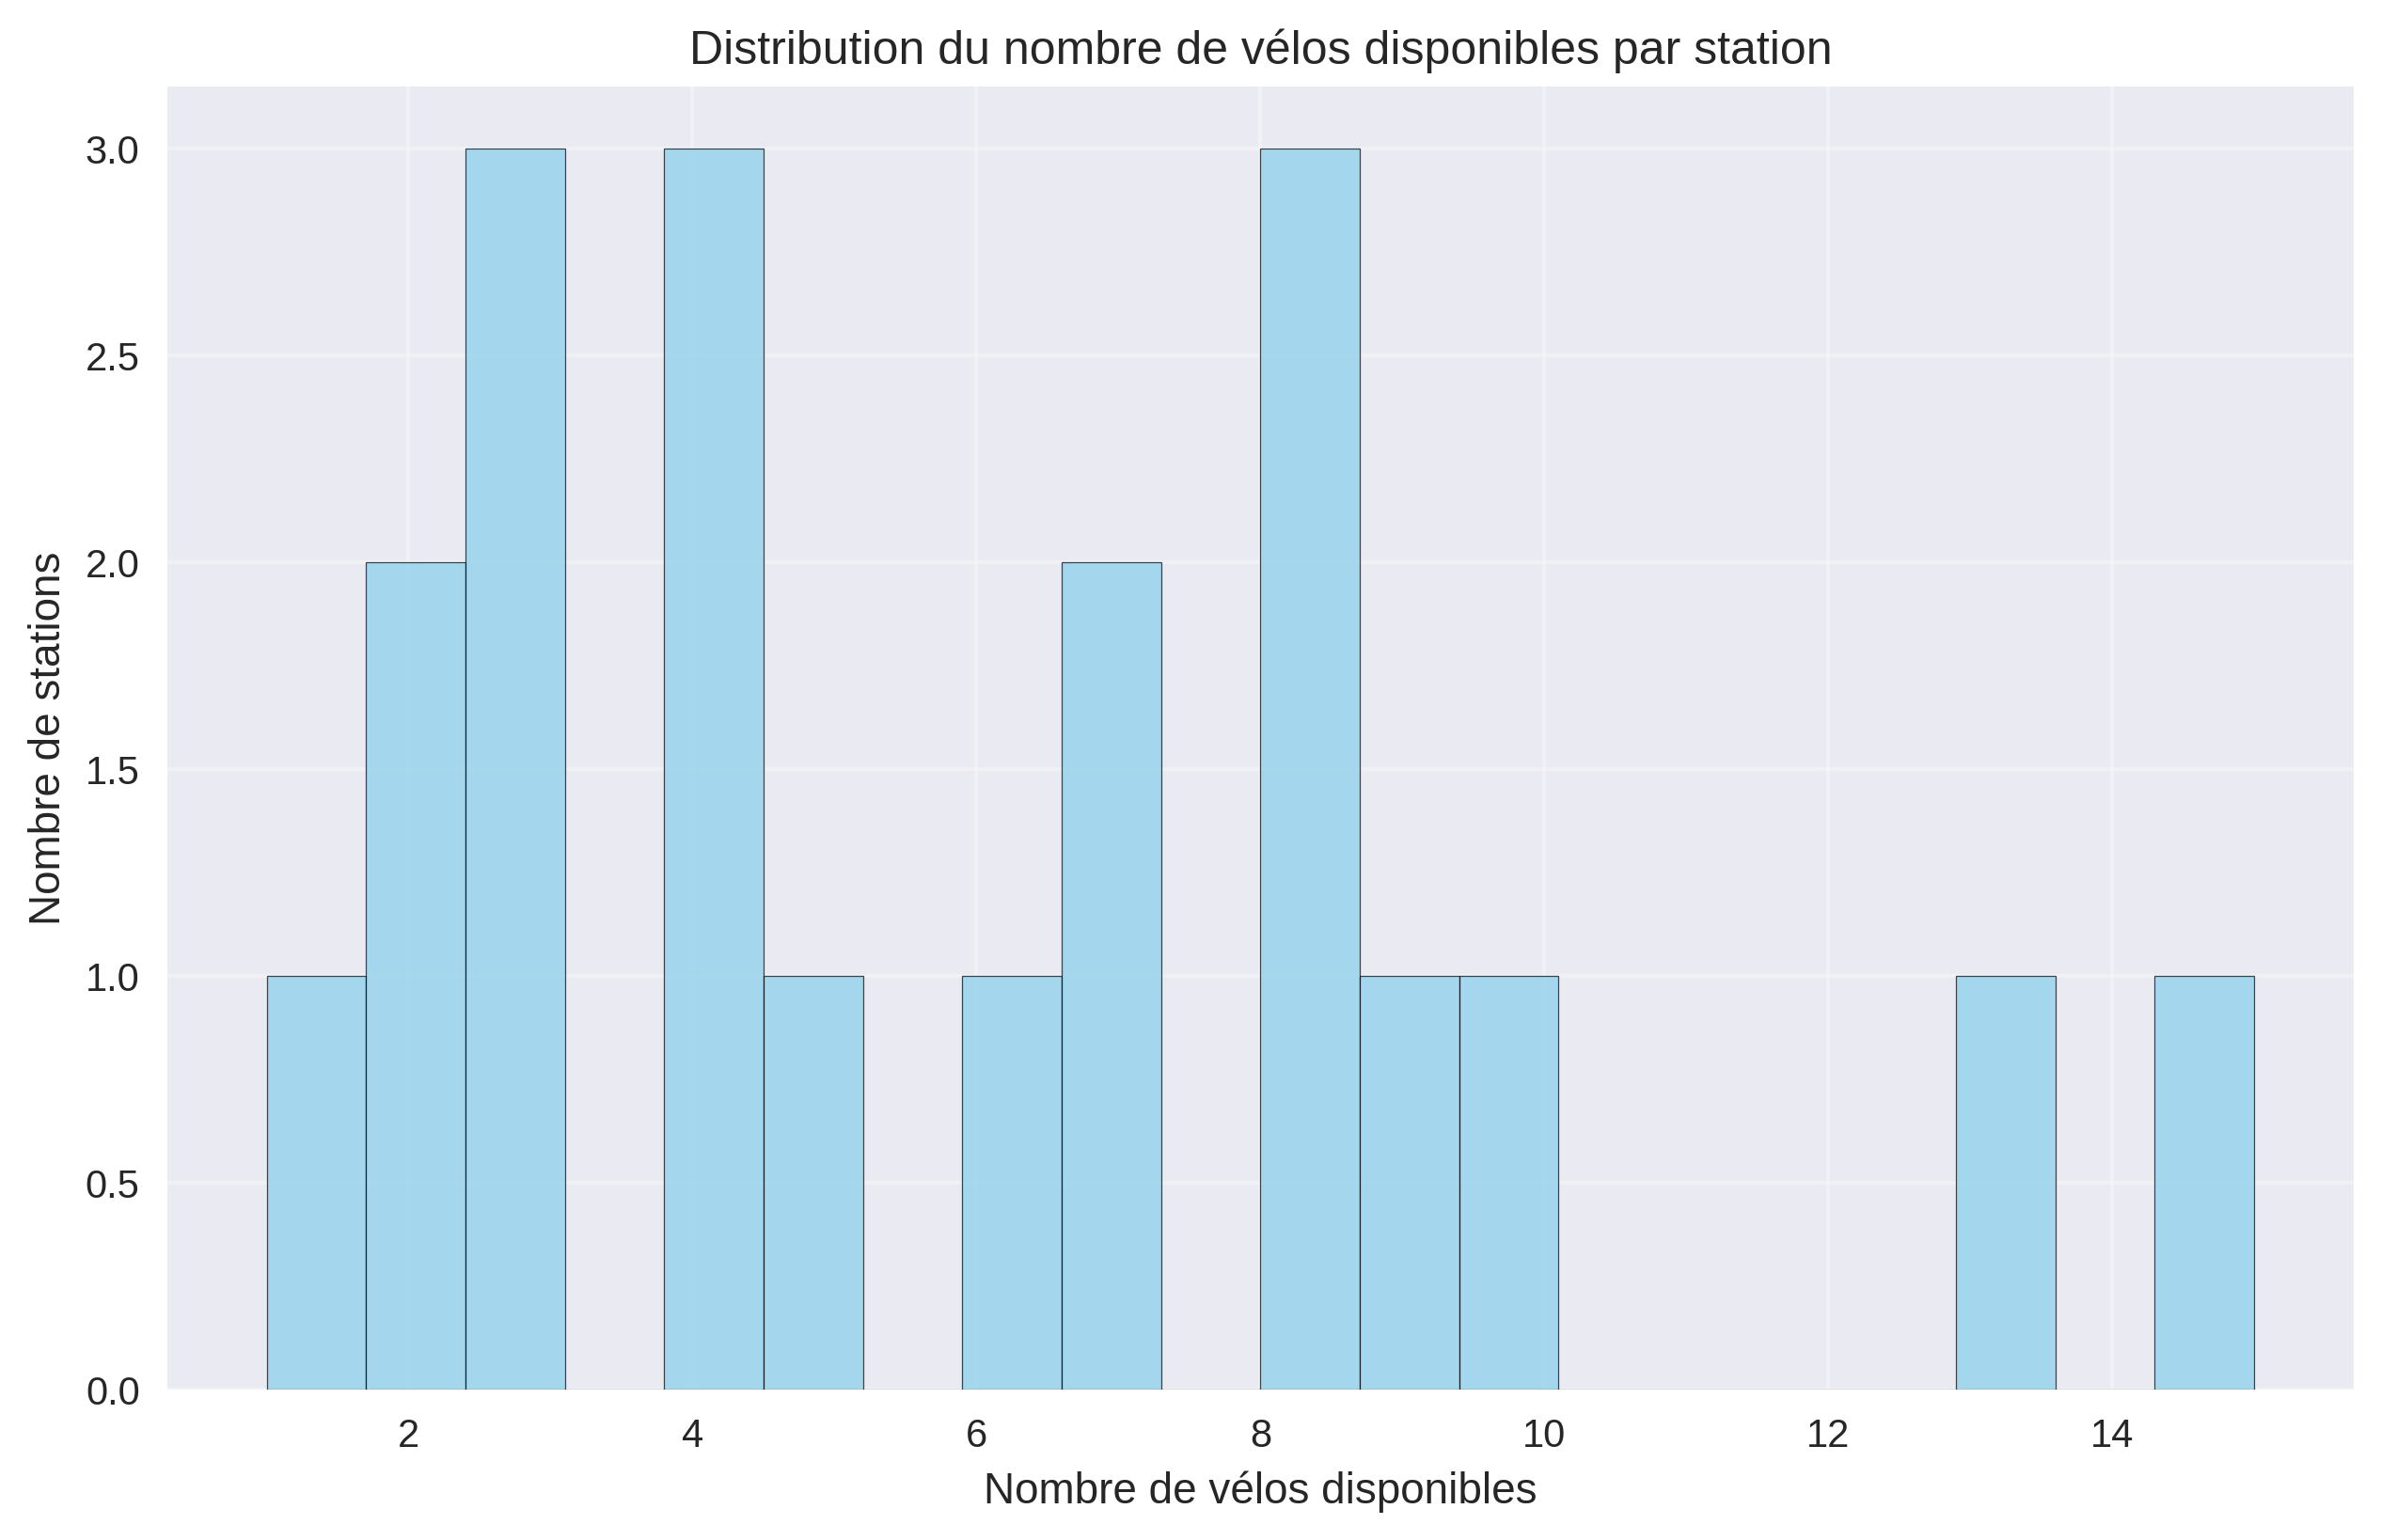 Distribution du nombre de vélos disponibles par station
3.0
2.5
2.0
1.5
1.0
0.5
0.0
Nombre de stations
2 4 6 8 10 12 14
Nombre de vélos disponibles